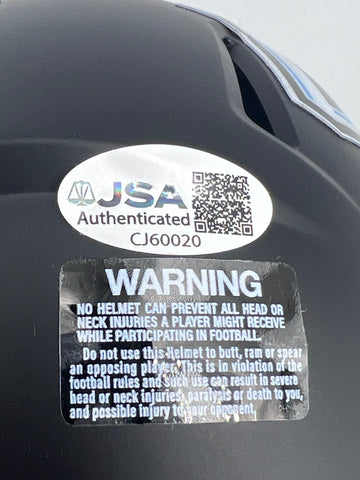 JSA
Authenticated
CJ60020
WARNING
NO HELMET CAN PREVENT ALL HEAD OR
NECK INJURIES A PLAYER MIGHT RECEIVE
WHILE PARTICIPATING IN FOOTBALL.
Do not use this Helmet to butt, ram or spear
an opposing player. This is in violation of the
football rules and such use can result in severe
head or neck injuries, paralysis or death to you,
and possible injury to your opponent.